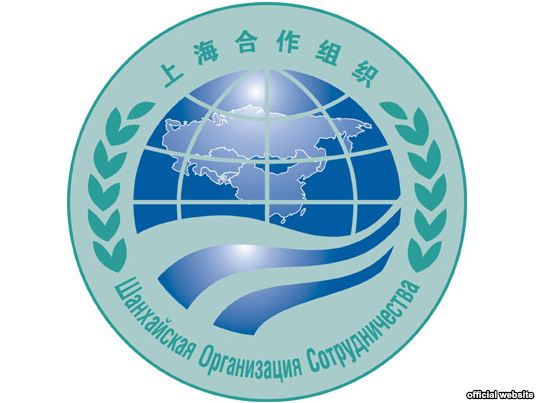 上海合作组织
Шанхайская Организация Сотрудничества
official website